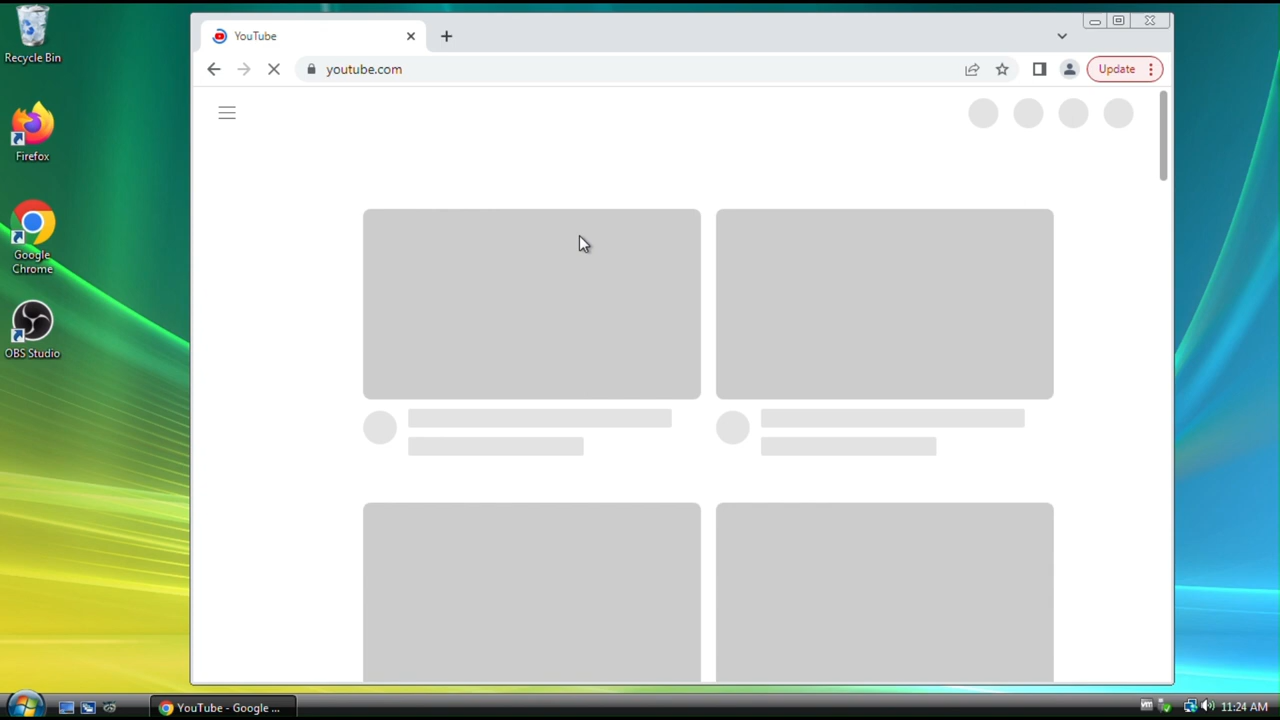 Recycle Bin
Firefox
Google
Chrome
OBS Studio
YouTube
youtube.com
Update
YouTube - Google ...
11:24 AM